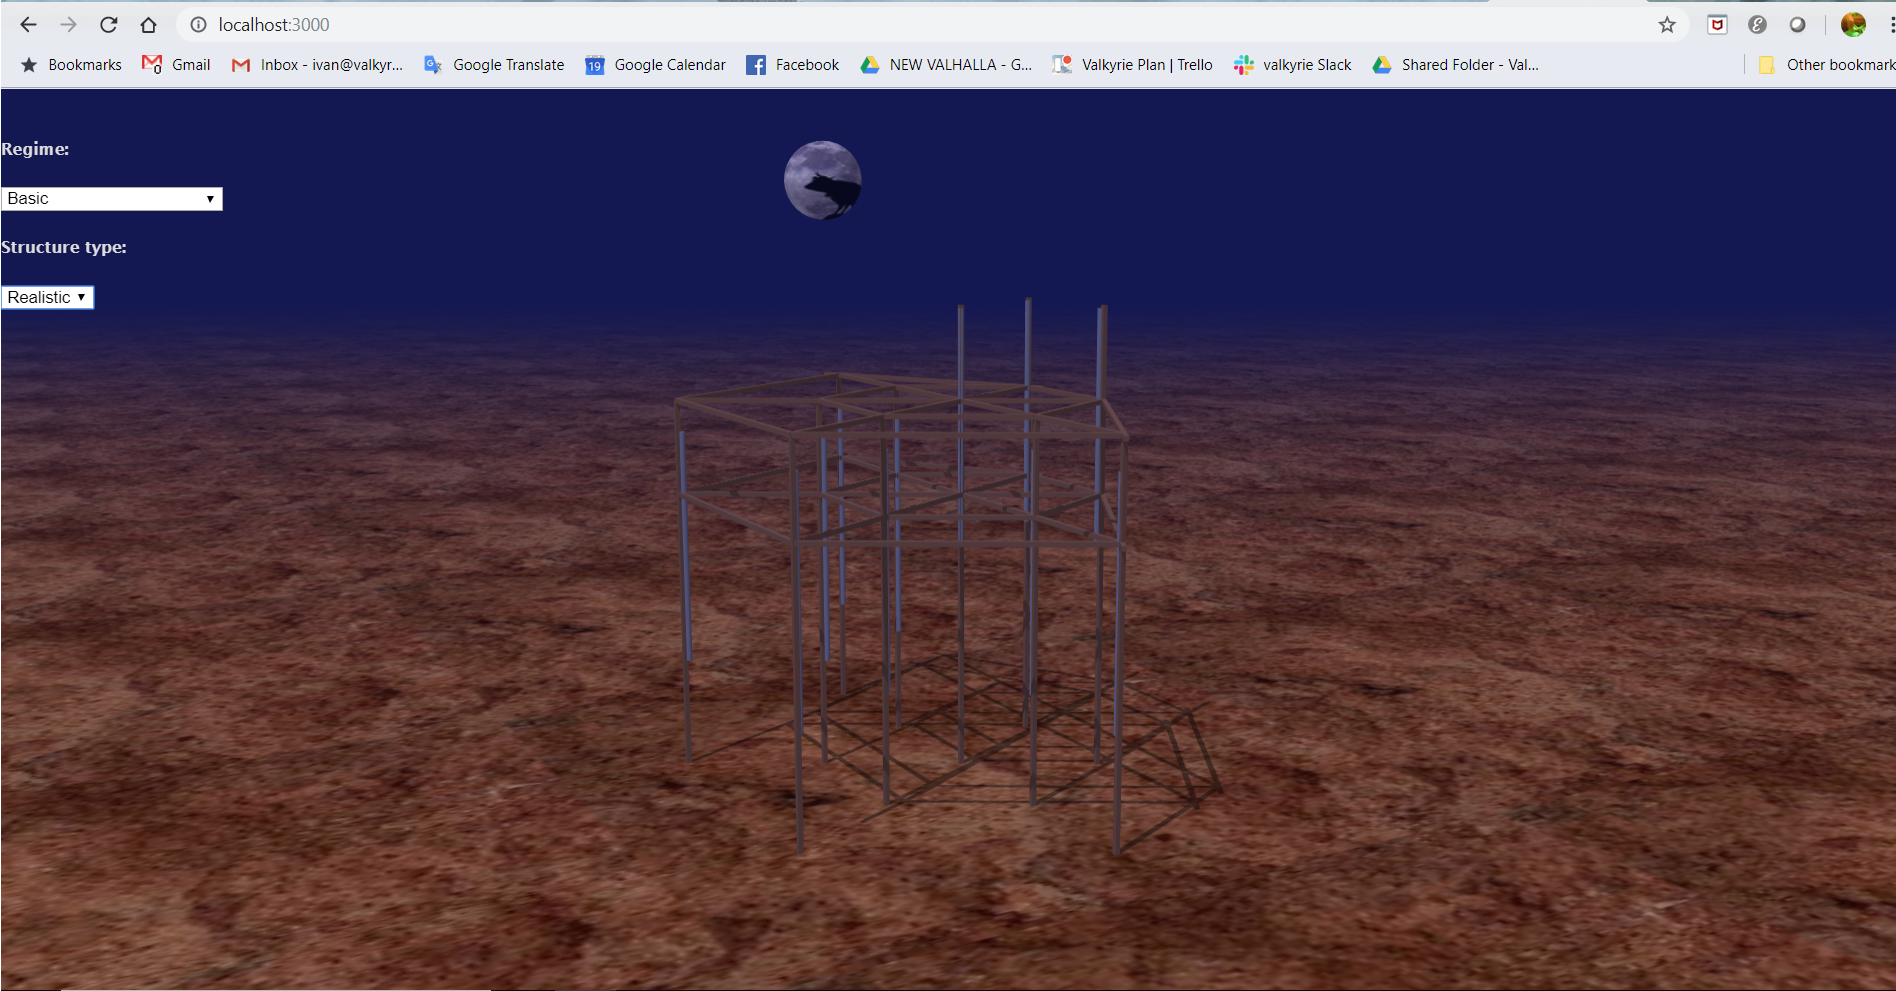 localhost:3000
Bookmarks Gmail Inbox - ivan@valkyr... Google Translate 19 Google Calendar Facebook NEW VALHALLA - G... Valkyrie Plan | Trello valkyrie Slack Shared Folder - Val... Other bookmark
Regime:
Basic
Structure type:
Realistic